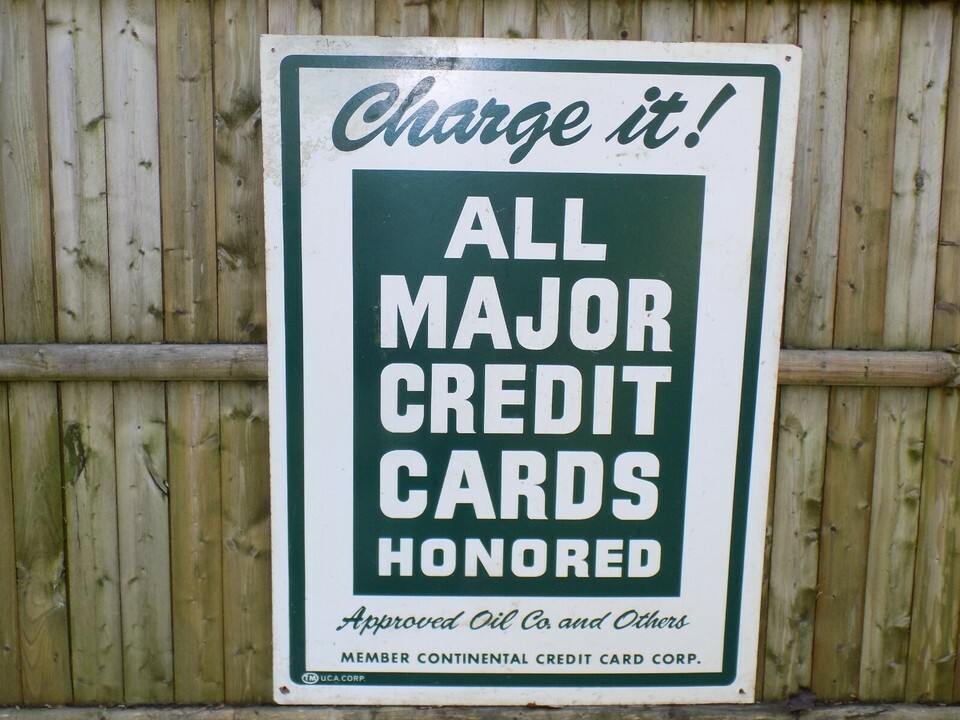 Charge it!
ALL
MAJOR
CREDIT
CARDS
HONORED
Approved Oil Co. and Others
MEMBER CONTINENTAL CREDIT CARD CORP.
TM U.C.A. CORP.